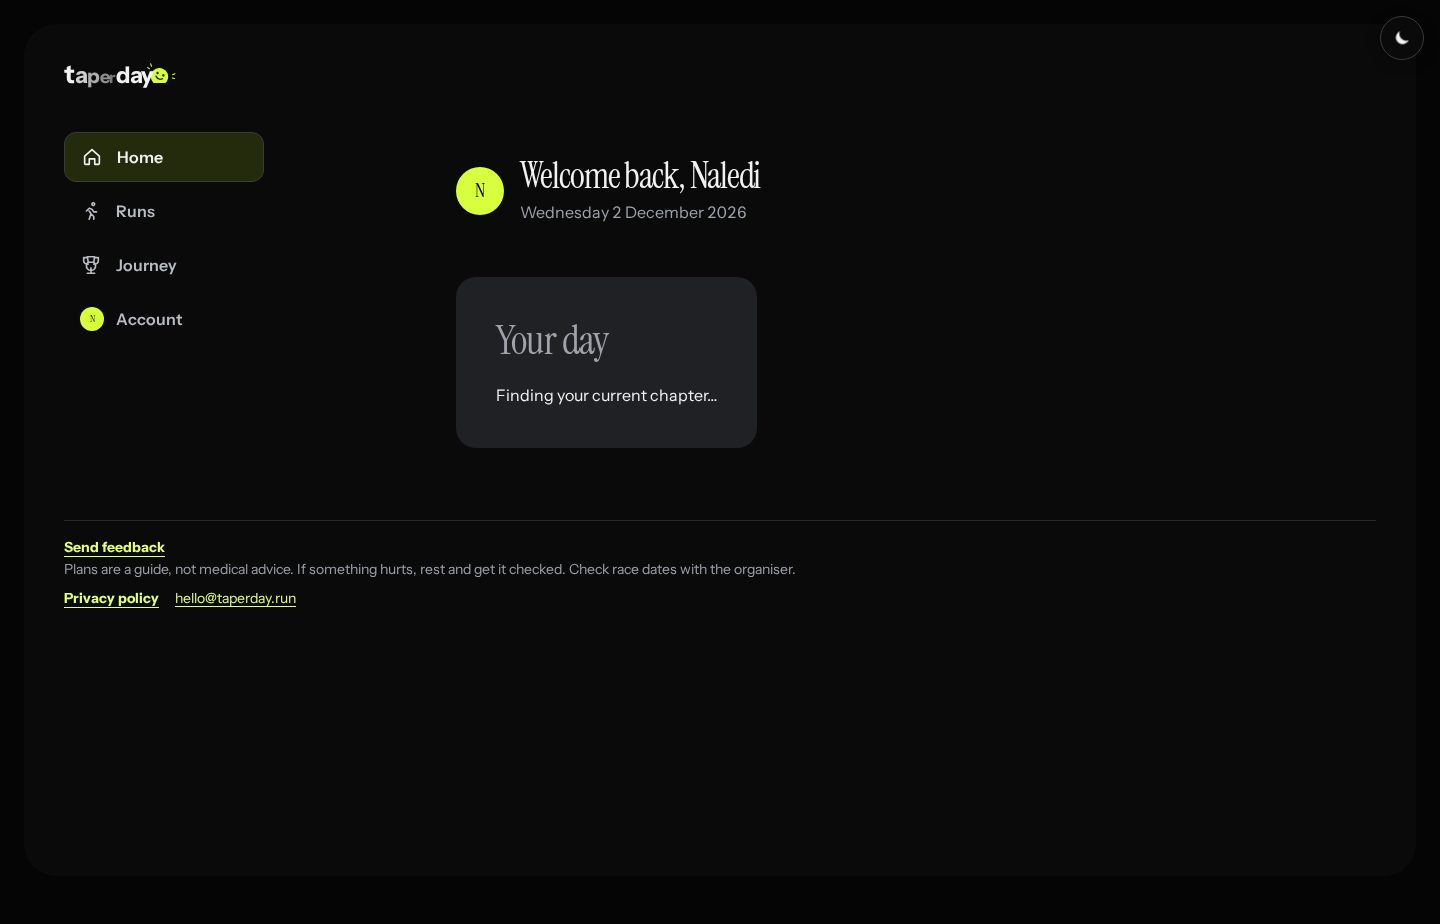 taperday
Home
Runs
Journey
N
Account
N
Welcome back, Naledi
Wednesday 2 December 2026
Your day
Finding your current chapter...
Send feedback
Plans are a guide, not medical advice. If something hurts, rest and get it checked. Check race dates with the organiser.
Privacy policy hello@taperday.run